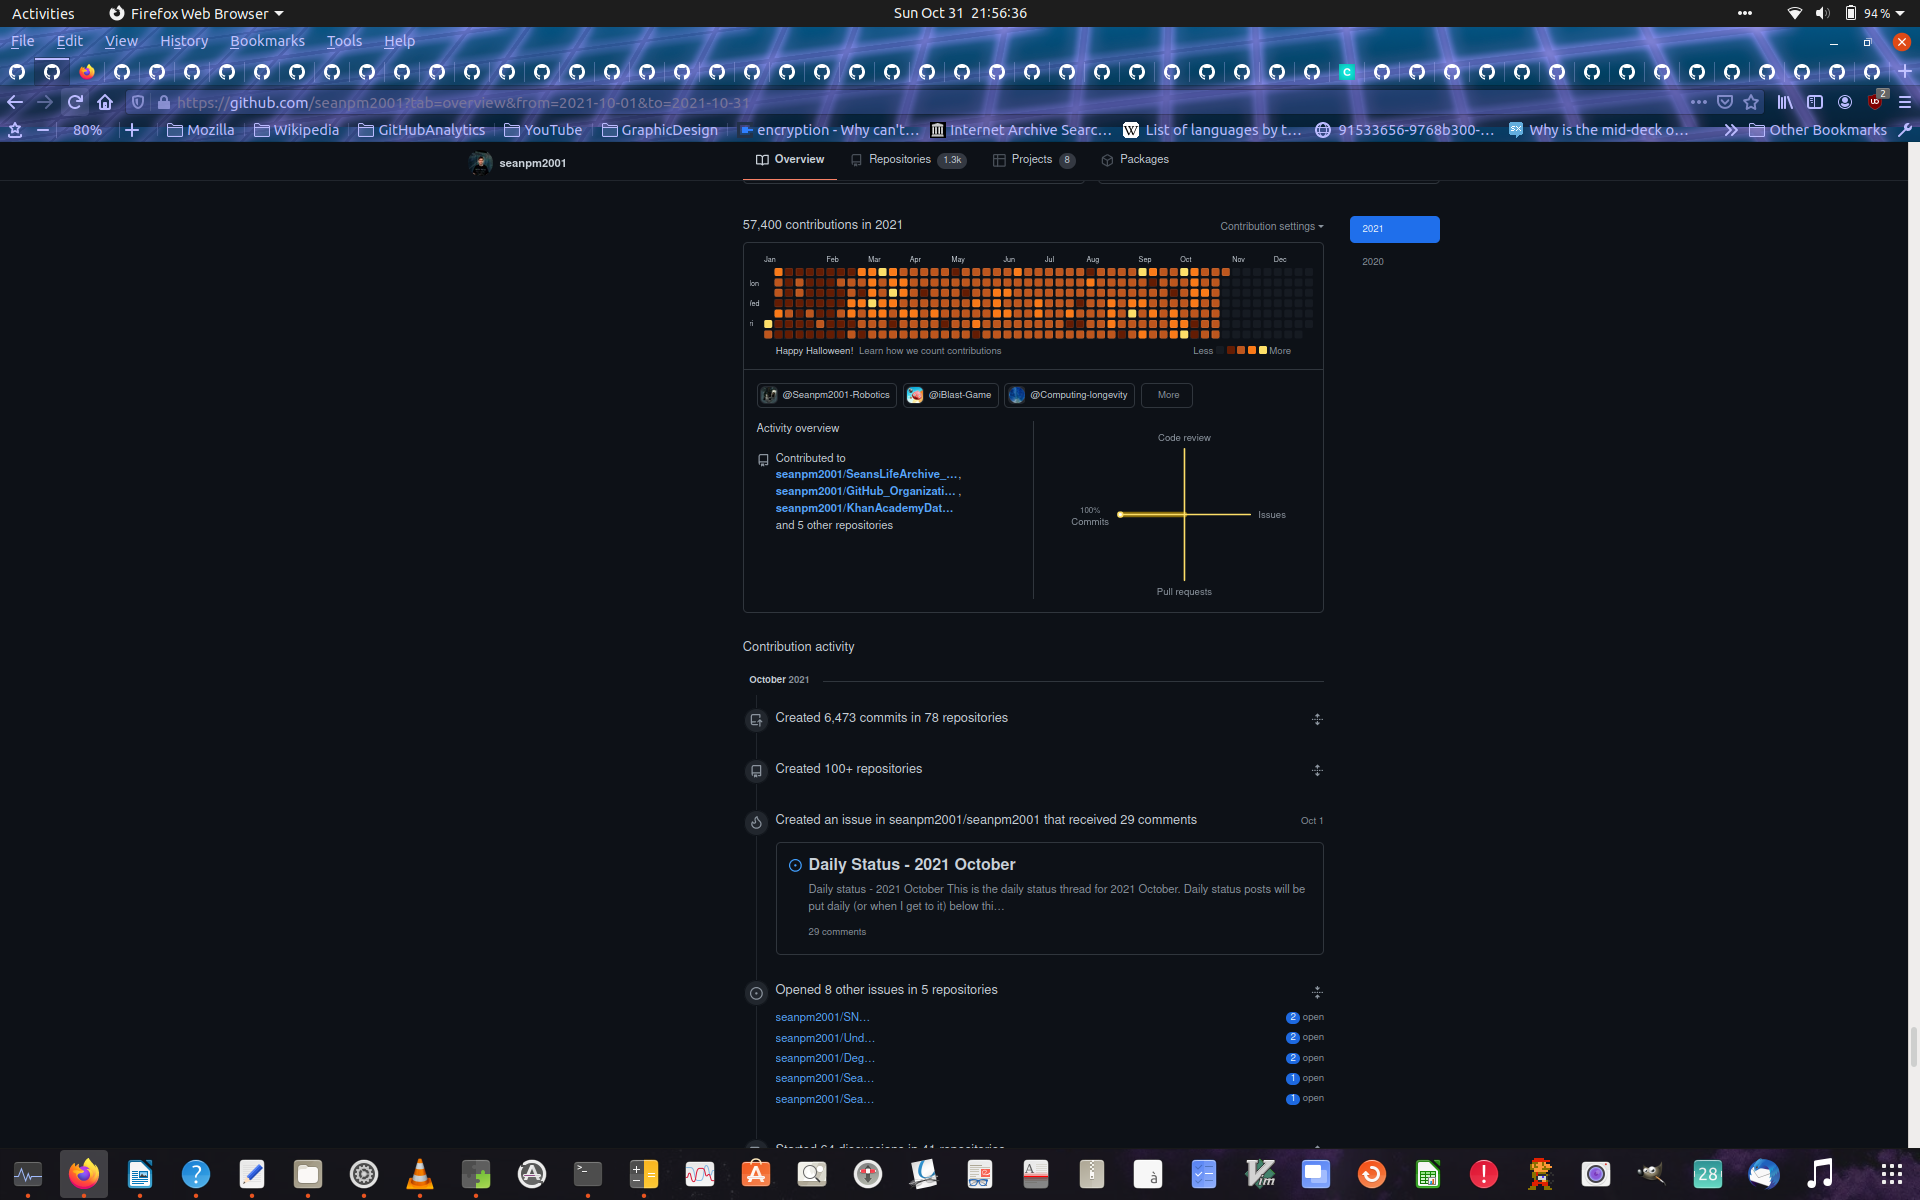 Activities
Firefox Web Browser
Sun Oct 31 21:56:36
94 %
File Edit View History Bookmarks Tools Help
https://github.com/seanpm2001?tab=overview&from=2021-10-01&to=2021-10-31
2
80%
Mozilla
Wikipedia
GitHubAnalytics
YouTube
GraphicDesign
encryption - Why can't…
Internet Archive Searc…
List of languages by t…
91533656-9768b300-…
Why is the mid-deck o…
Other Bookmarks
seanpm2001
Overview
Repositories 1.3k
Projects 8
Packages
57,400 contributions in 2021
Contribution settings
2021
2020
Jan Feb Mar Apr May Jun Jul Aug Sep Oct Nov Dec
Happy Halloween! Learn how we count contributions
Less More
@Seanpm2001-Robotics
@iBlast-Game
@Computing-longevity
More
Activity overview
Contributed to
seanpm2001/SeansLifeArchive_…,
seanpm2001/GitHub_Organizati… ,
seanpm2001/KhanAcademyDat…
and 5 other repositories
Code review
100%
Commits
Issues
Pull requests
Contribution activity
October 2021
Created 6,473 commits in 78 repositories
Created 100+ repositories
Created an issue in seanpm2001/seanpm2001 that received 29 comments
Oct 1
Daily Status - 2021 October
Daily status - 2021 October This is the daily status thread for 2021 October. Daily status posts will be
put daily (or when I get to it) below thi…
29 comments
Opened 8 other issues in 5 repositories
seanpm2001/SN… 2 open
seanpm2001/Und… 2 open
seanpm2001/Deg… 2 open
seanpm2001/Sea… 1 open
seanpm2001/Sea… 1 open
28